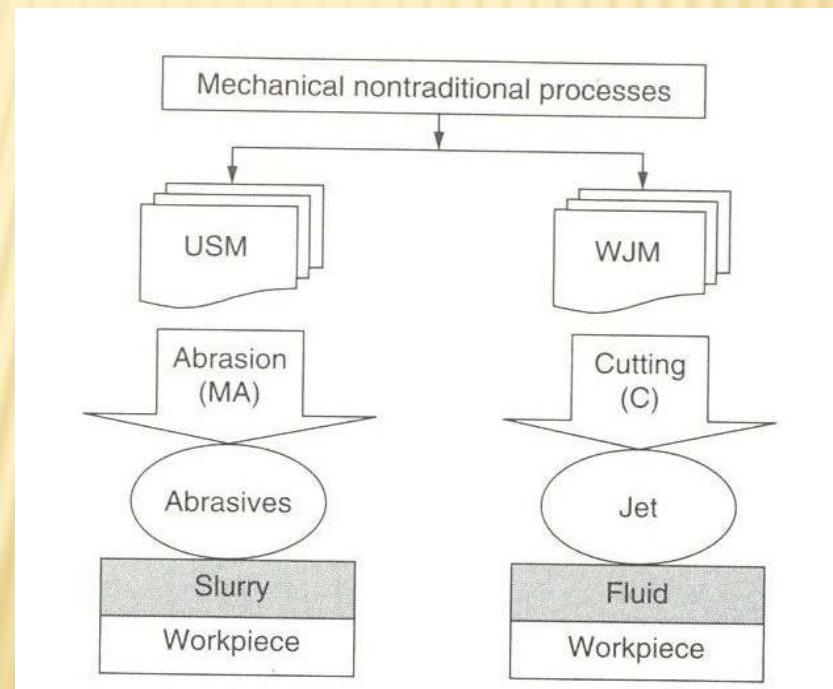 Mechanical nontraditional processes
USM
WJM
Abrasion
(MA)
Cutting
(C)
Abrasives
Jet
Slurry
Fluid
Workpiece
Workpiece